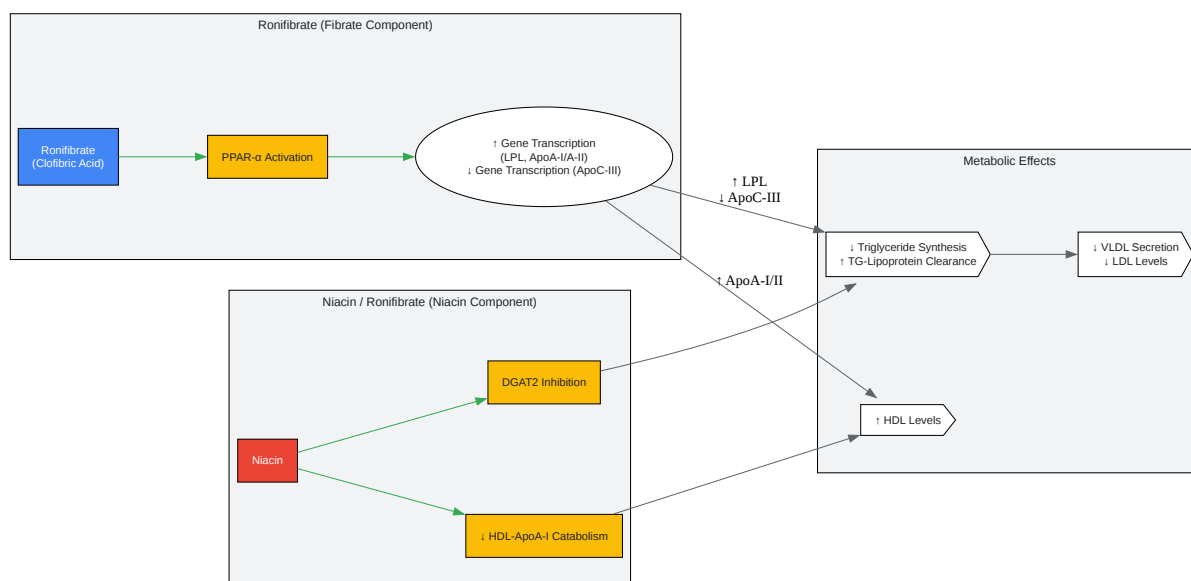 Ronifibrate (Fibrate Component)
Ronifibrate
(Clofibric Acid)
PPAR-α Activation
↑ Gene Transcription
(LPL, ApoA-I/A-II)
↓ Gene Transcription (ApoC-III)
↑ LPL
↓ ApoC-III
↑ ApoA-I/II
Metabolic Effects
↓ Triglyceride Synthesis
↑ TG-Lipoprotein Clearance
↓ VLDL Secretion
↓ LDL Levels
↑ HDL Levels
Niacin / Ronifibrate (Niacin Component)
DGAT2 Inhibition
Niacin
↓ HDL-ApoA-I Catabolism